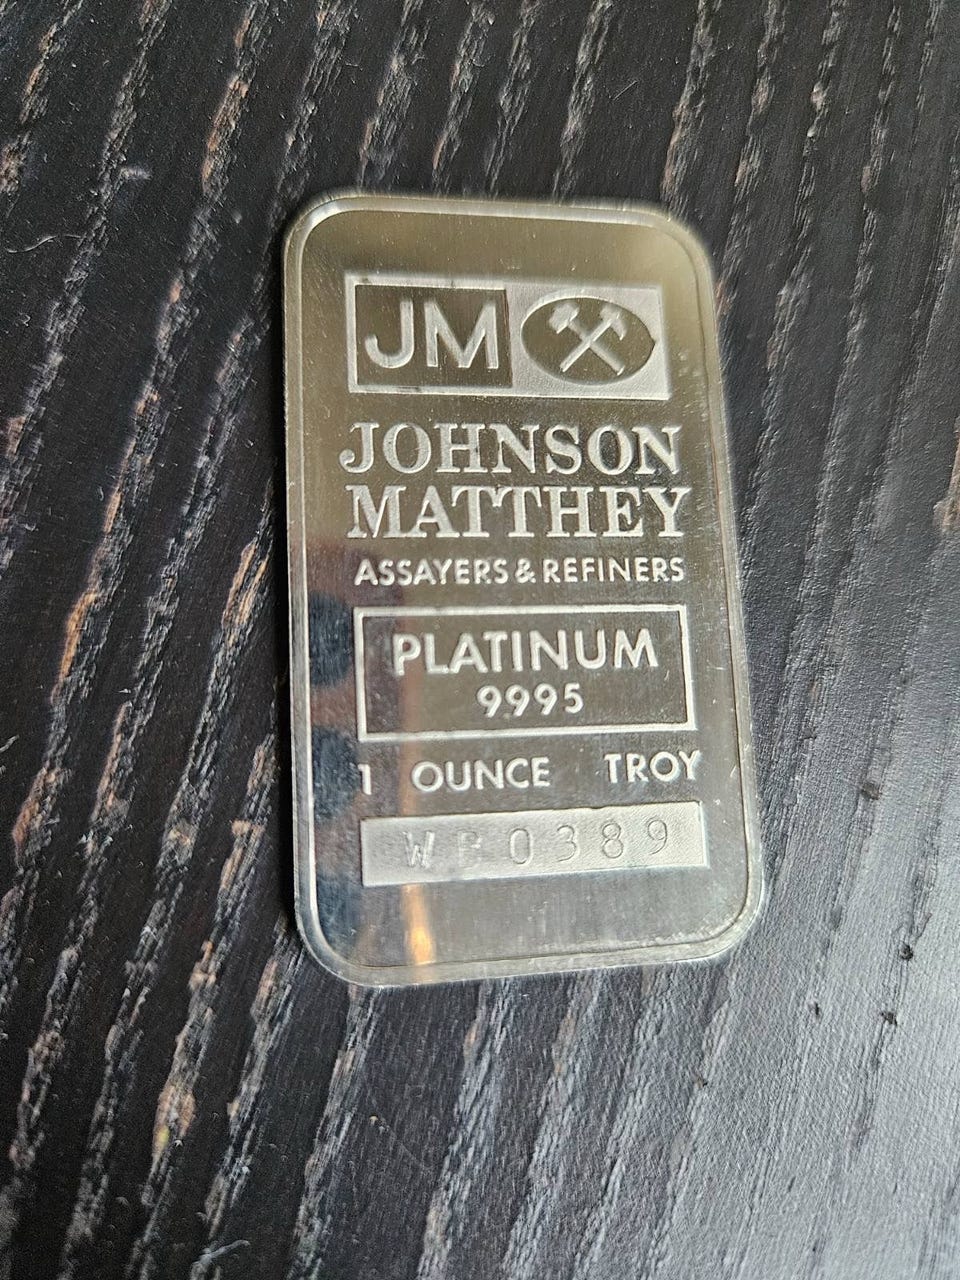 JM
JOHNSON
MATTHEY
ASSAYERS & REFINERS
PLATINUM
9995
1 OUNCE TROY
WB0389